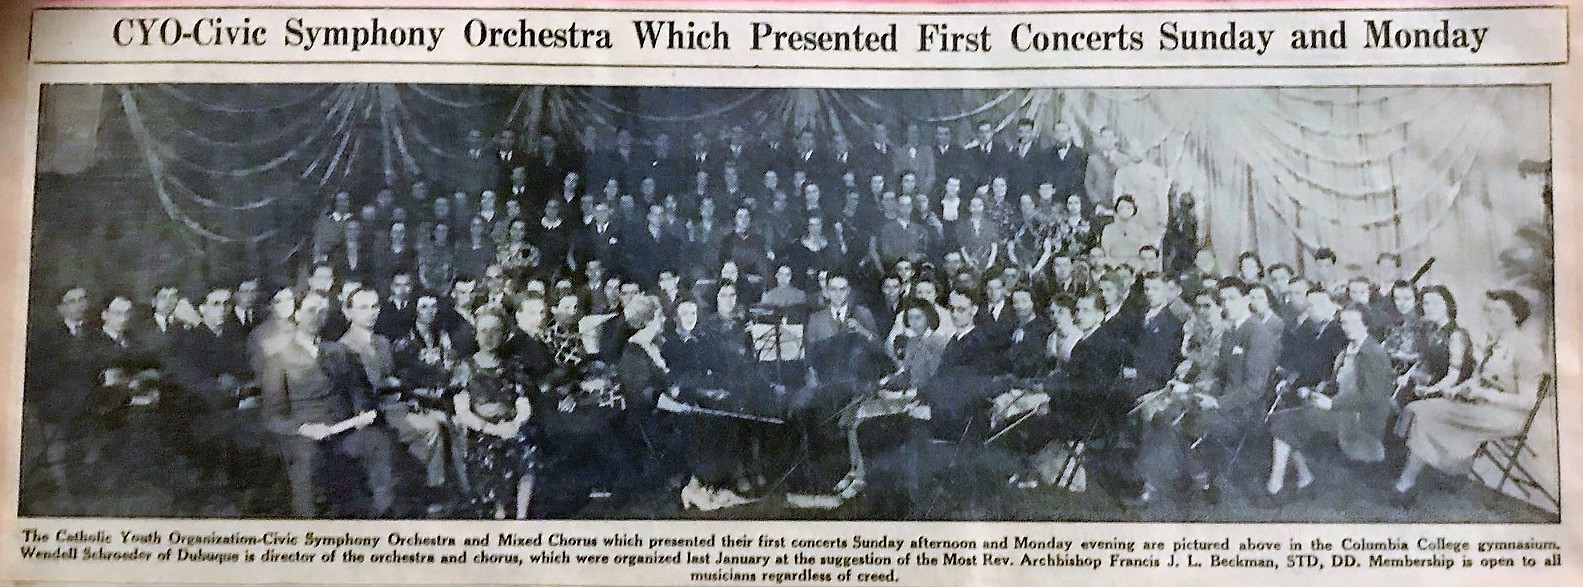 CYO-Civic Symphony Orchestra Which Presented First Concerts Sunday and Monday
The Catholic Youth Organization-Civic Symphony Orchestra and Mixed Chorus which presented their first concerts Sunday afternoon and Monday evening are pictured above in the Columbia College gymnasium.
Wendell Schroeder of Dubuque is director of the orchestra and chorus, which were organized last January at the suggestion of the Most Rev. Archbishop Francis J. L. Beckman, STD, DD. Membership is open to all
musicians regardless of creed.